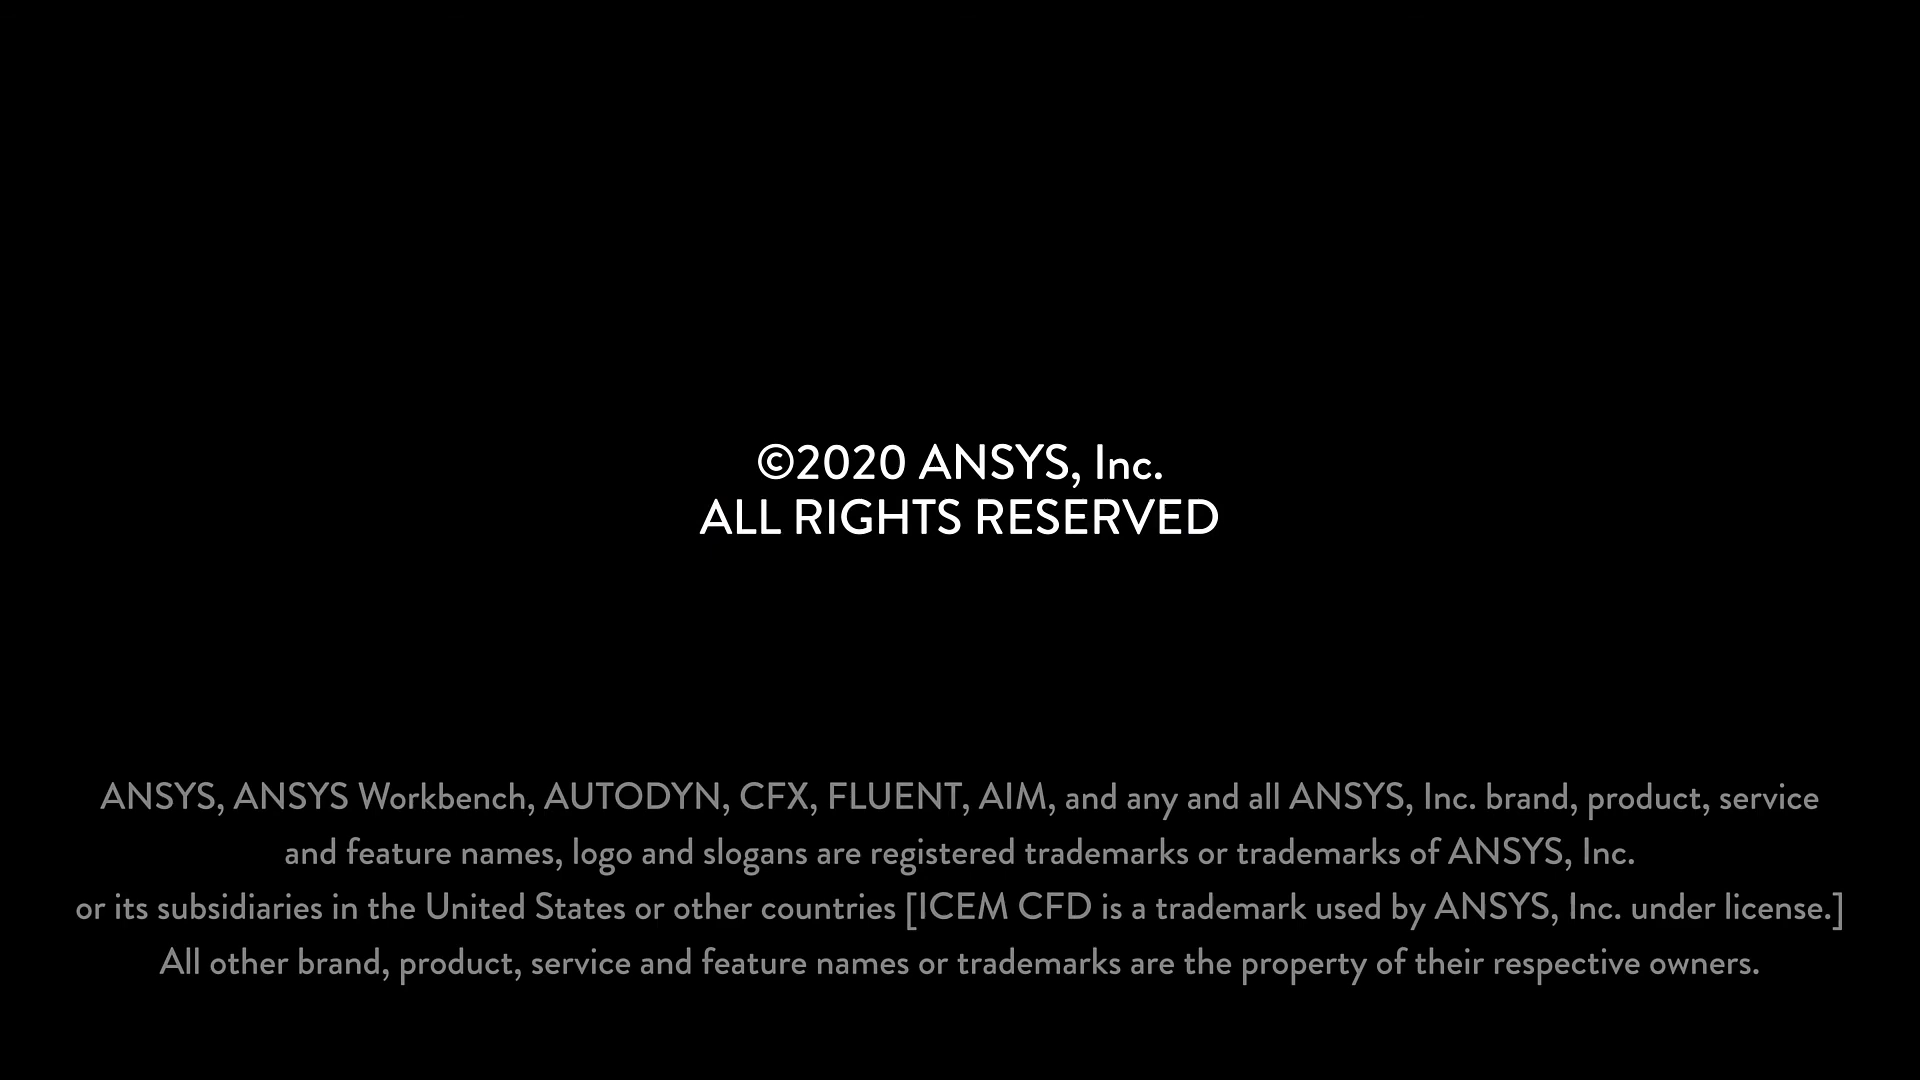 ©2020 ANSYS, Inc.
ALL RIGHTS RESERVED
ANSYS, ANSYS Workbench, AUTODYN, CFX, FLUENT, AIM, and any and all ANSYS, Inc. brand, product, service
and feature names, logo and slogans are registered trademarks or trademarks of ANSYS, Inc.
or its subsidiaries in the United States or other countries [ICEM CFD is a trademark used by ANSYS, Inc. under license.]
All other brand, product, service and feature names or trademarks are the property of their respective owners.